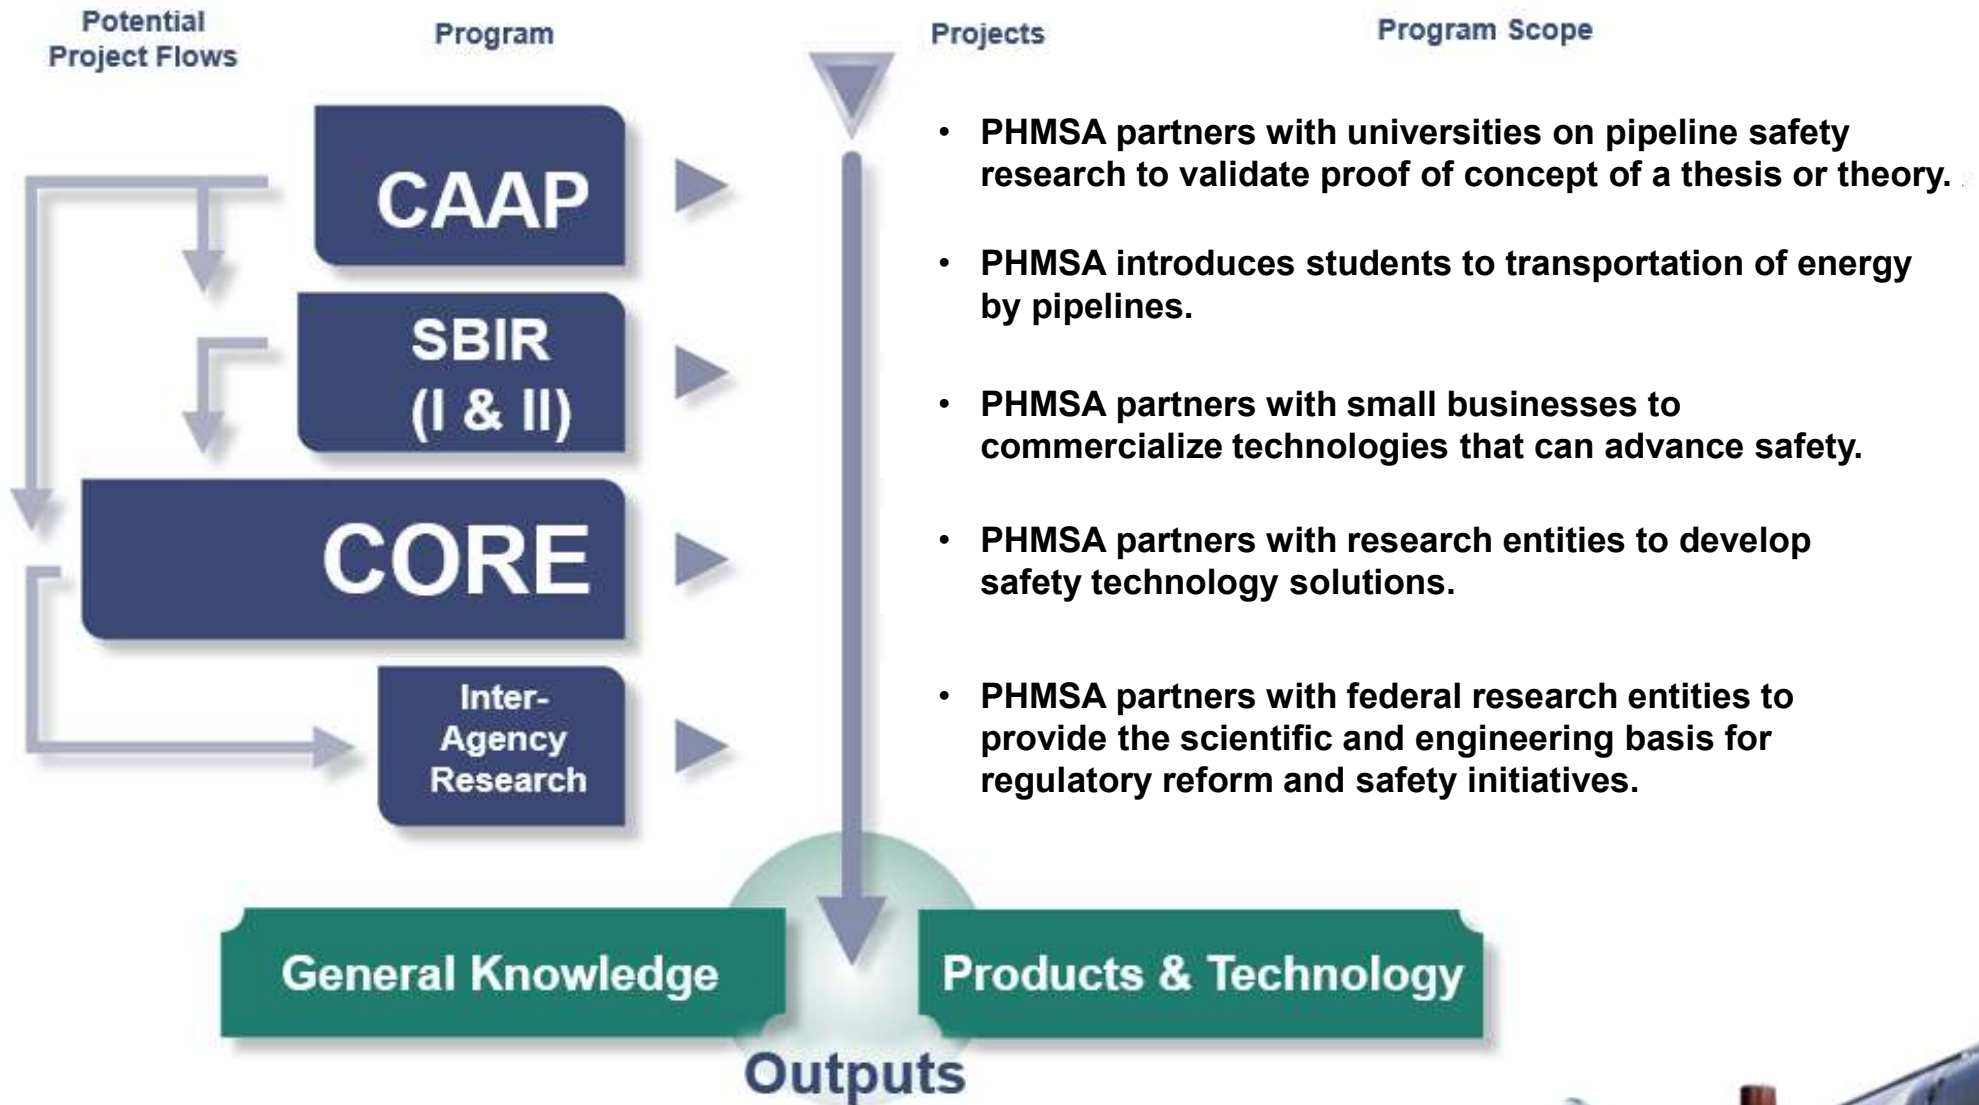 Potential
Project Flows
Program
Projects
Program Scope
CAAP
• PHMSA partners with universities on pipeline safety
research to validate proof of concept of a thesis or theory.
• PHMSA introduces students to transportation of energy
by pipelines.
SBIR
(I & II)
• PHMSA partners with small businesses to
commercialize technologies that can advance safety.
CORE
• PHMSA partners with research entities to develop
safety technology solutions.
Inter-
Agency
Research
• PHMSA partners with federal research entities to
provide the scientific and engineering basis for
regulatory reform and safety initiatives.
General Knowledge
Products & Technology
Outputs